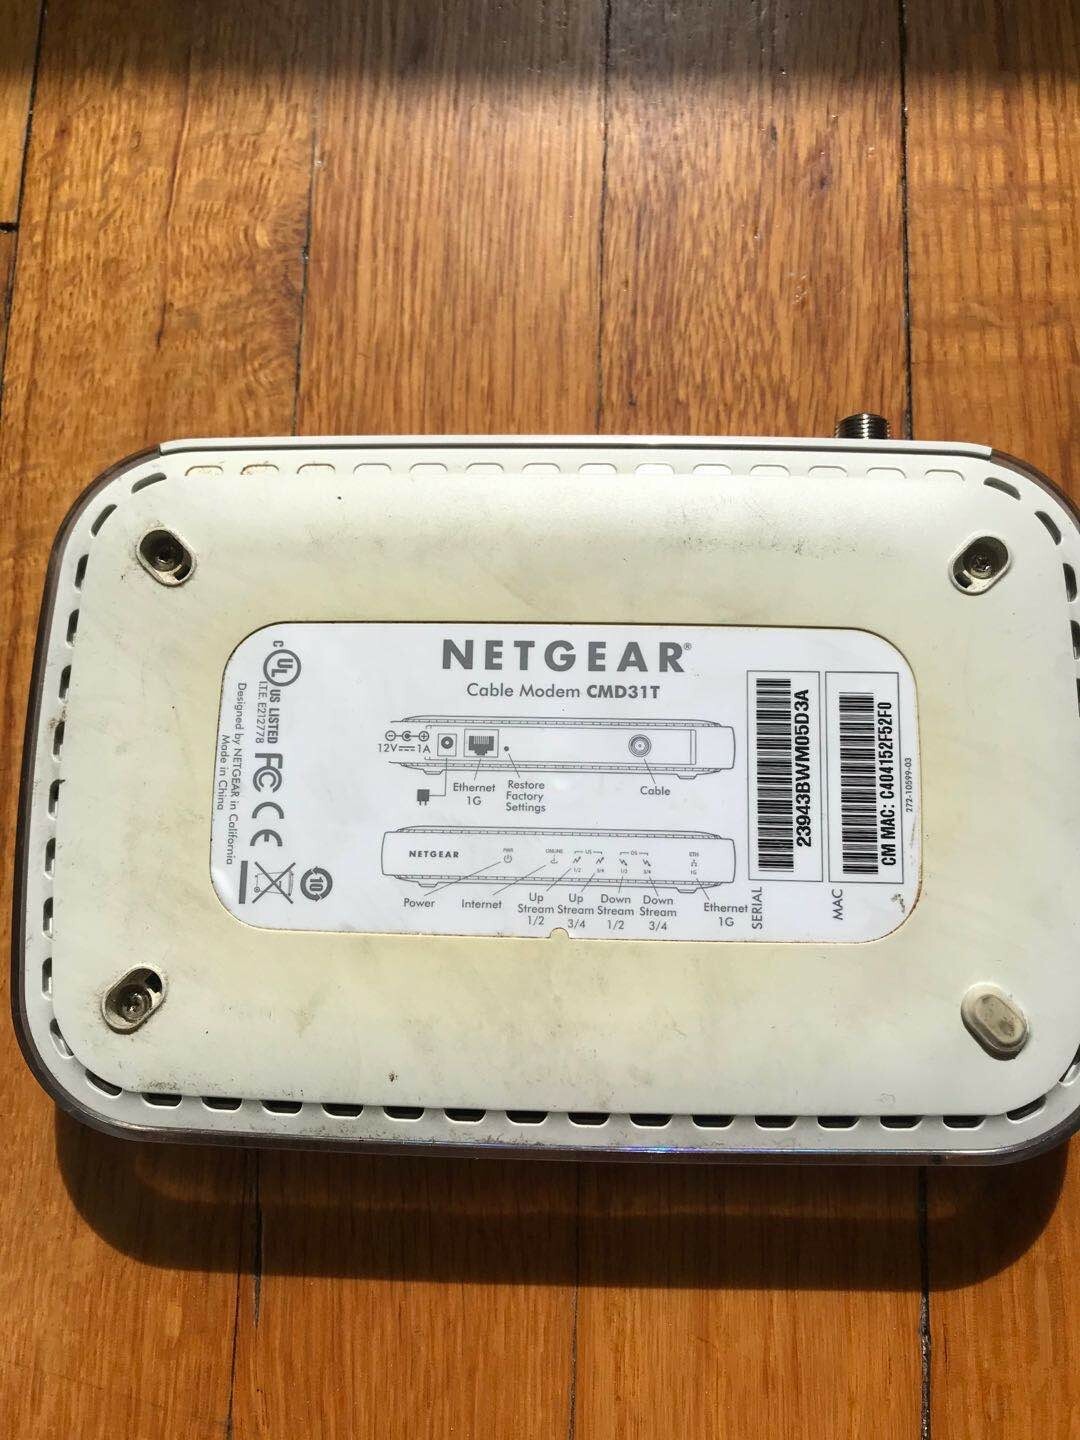 NETGEAR®
Cable Modem CMD31T
12V 1A
Ethernet
1G
Restore
Factory
Settings
Cable
NETGEAR
PWR
ONLINE
US
DS
ETH
1/2
3/4
1/2
3/4
1G
Power
Internet
Up
Stream
1/2
Up
Stream
3/4
Down
Stream
1/2
Down
Stream
3/4
Ethernet
1G
C UL US LISTED
I.T.E. E212778
Designed by NETGEAR in California
Made in China
FC CE
10
SERIAL
23943BWM05D3A
MAC
CM MAC: C404152F52F0
272-10599-03